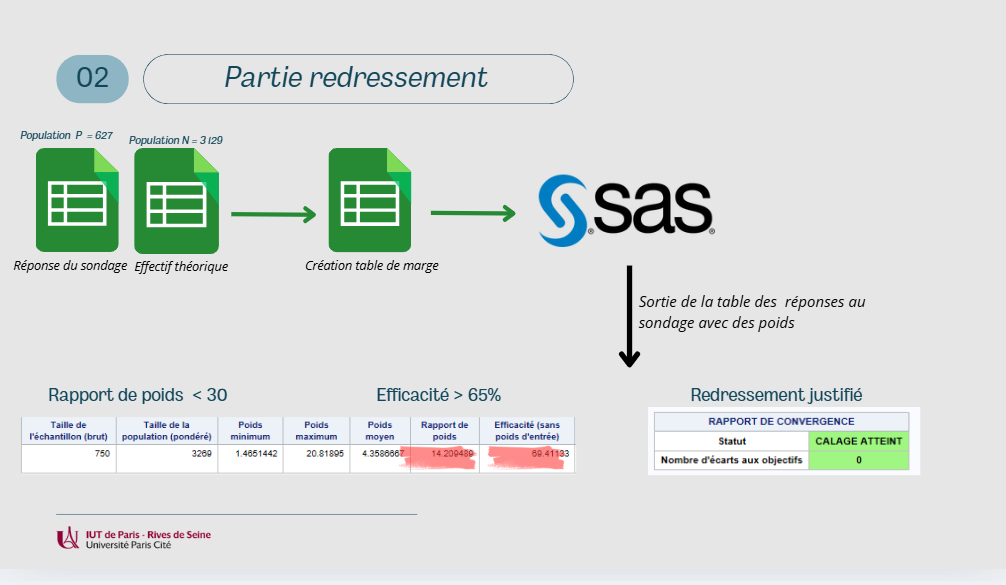 02
Partie redressement
Population P = 627
Population N = 3129
Réponse du sondage
Effectif théorique
Création table de marge
sas
Sortie de la table des réponses au
sondage avec des poids
Rapport de poids < 30
Efficacité > 65%
Redressement justifié
Taille de
l'échantillon (brut)
Taille de la
population (pondéré)
Poids
minimum
Poids
maximum
Poids
moyen
Rapport de
poids
Efficacité (sans
poids d'entrée)
750
3269
1.4651442
20.81895
4.3586667
14.209489
69.41133
RAPPORT DE CONVERGENCE
Statut
CALAGE ATTEINT
Nombre d'écarts aux objectifs
0
IUT de Paris - Rives de Seine
Université Paris Cité